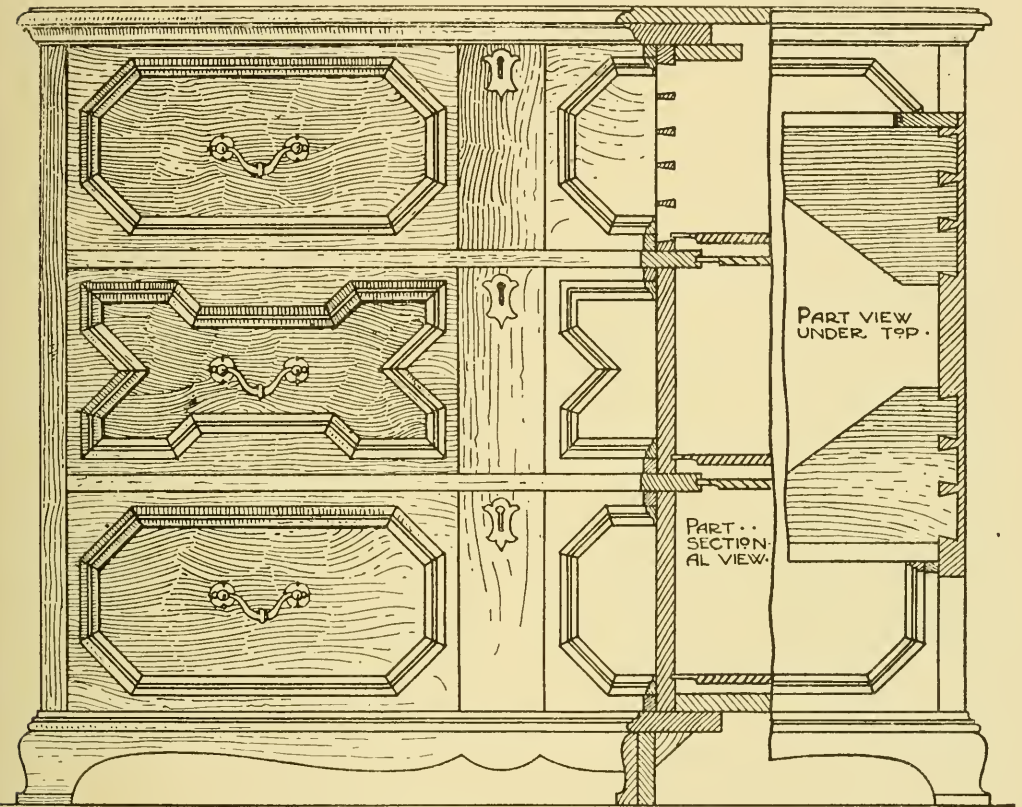 PART VIEW
UNDER TOP.
PART..
SECTION-
AL VIEW.